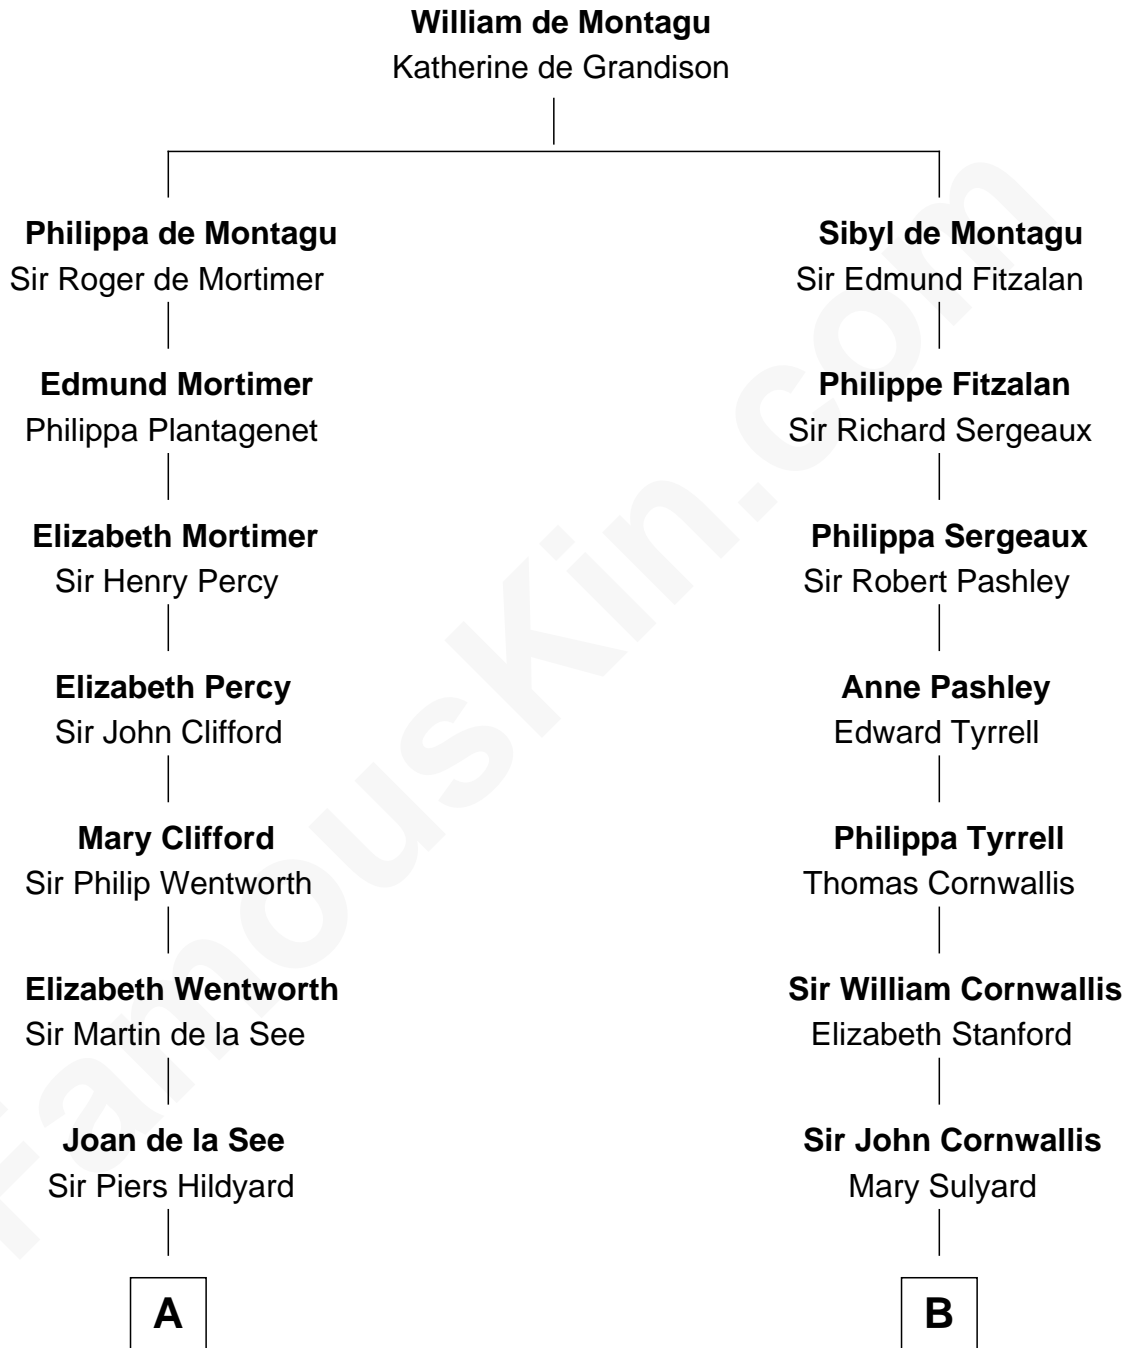 William de Montagu
Katherine de Grandison
Philippa de Montagu
Sir Roger de Mortimer
Sibyl de Montagu
Sir Edmund Fitzalan
Edmund Mortimer
Philippa Plantagenet
Philippe Fitzalan
Sir Richard Sergeaux
Elizabeth Mortimer
Sir Henry Percy
Philippa Sergeaux
Sir Robert Pashley
Elizabeth Percy
Sir John Clifford
Anne Pashley
Edward Tyrrell
Mary Clifford
Sir Philip Wentworth
Philippa Tyrrell
Thomas Cornwallis
Elizabeth Wentworth
Sir Martin de la See
Sir William Cornwallis
Elizabeth Stanford
Joan de la See
Sir Piers Hildyard
Sir John Cornwallis
Mary Sulyard
A
B
FamousKin.com